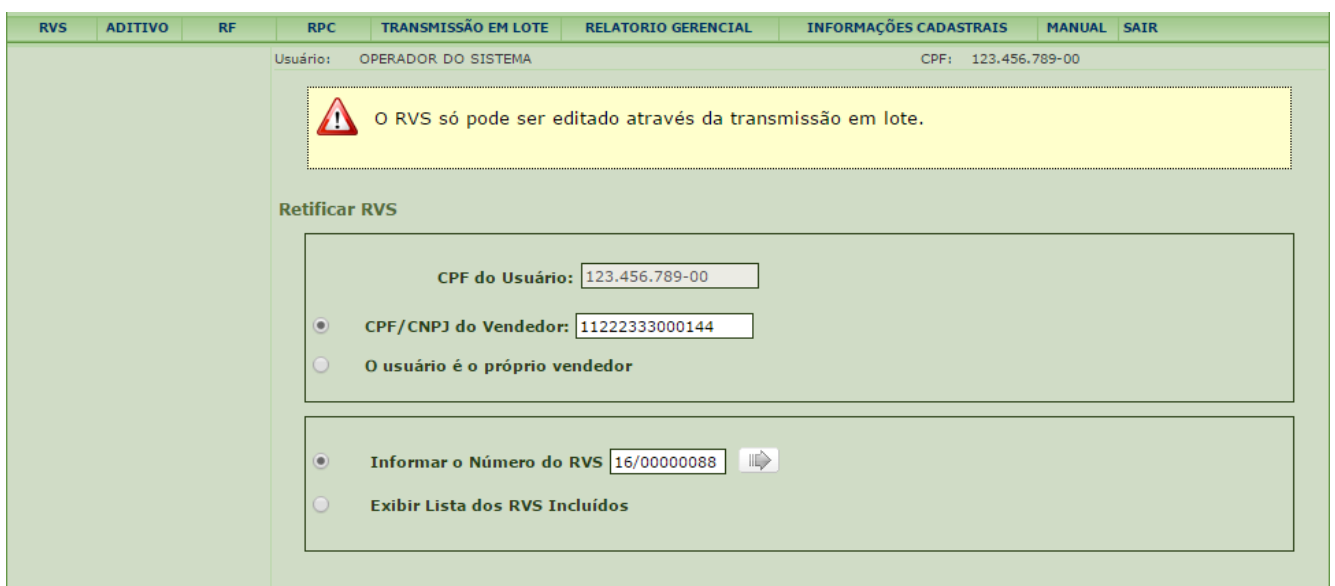 RVS ADITIVO RF RPC TRANSMISSÃO EM LOTE RELATORIO GERENCIAL INFORMAÇÕES CADASTRAIS MANUAL SAIR
Usuário: OPERADOR DO SISTEMA CPF: 123.456.789-00
O RVS só pode ser editado através da transmissão em lote.
Retificar RVS
CPF do Usuário: 123.456.789-00
CPF/CNPJ do Vendedor: 11222333000144
O usuário é o próprio vendedor
Informar o Número do RVS 16/00000088
Exibir Lista dos RVS Incluídos